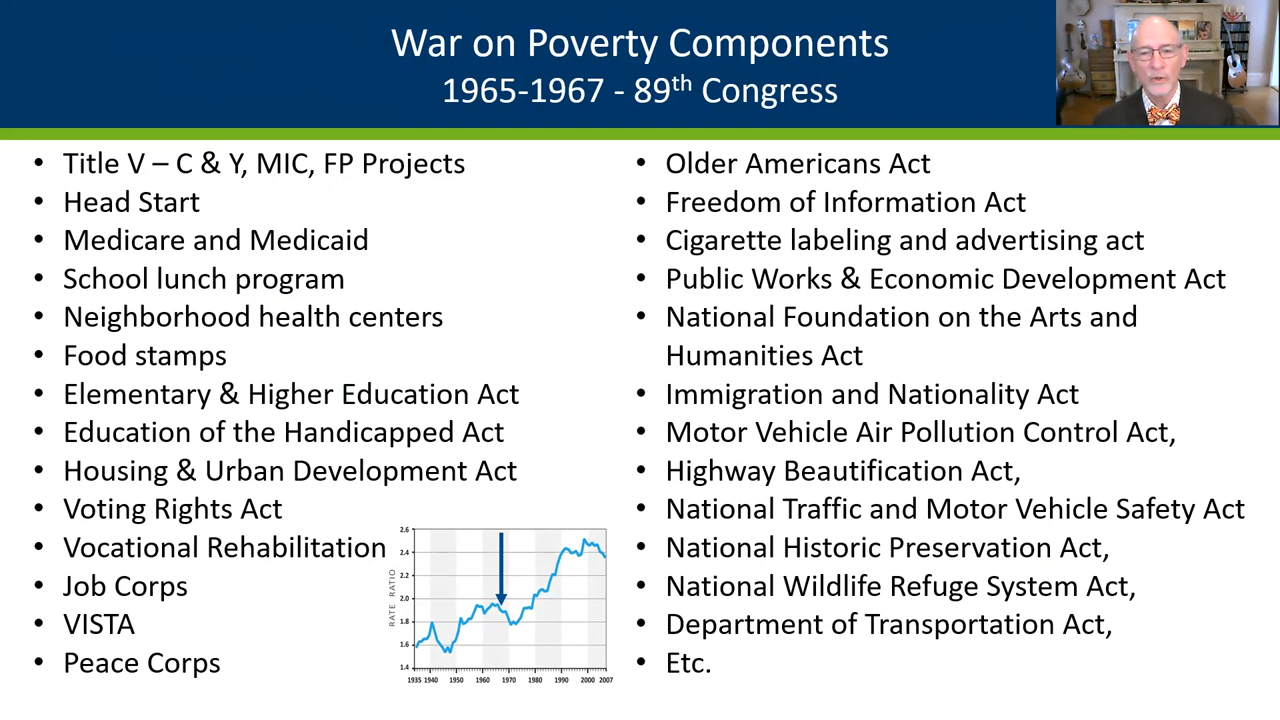 War on Poverty Components
1965-1967 - 89th Congress
• Title V – C & Y, MIC, FP Projects
• Head Start
• Medicare and Medicaid
• School lunch program
• Neighborhood health centers
• Food stamps
• Elementary & Higher Education Act
• Education of the Handicapped Act
• Housing & Urban Development Act
• Voting Rights Act
• Vocational Rehabilitation
• Job Corps
• VISTA
• Peace Corps
RATE RATIO
2.6
2.4
2.2
2.0
1.8
1.6
1.4
1935 1940 1950 1960 1970 1980 1990 2000 2007
• Older Americans Act
• Freedom of Information Act
• Cigarette labeling and advertising act
• Public Works & Economic Development Act
• National Foundation on the Arts and
Humanities Act
• Immigration and Nationality Act
• Motor Vehicle Air Pollution Control Act,
• Highway Beautification Act,
• National Traffic and Motor Vehicle Safety Act
• National Historic Preservation Act,
• National Wildlife Refuge System Act,
• Department of Transportation Act,
• Etc.